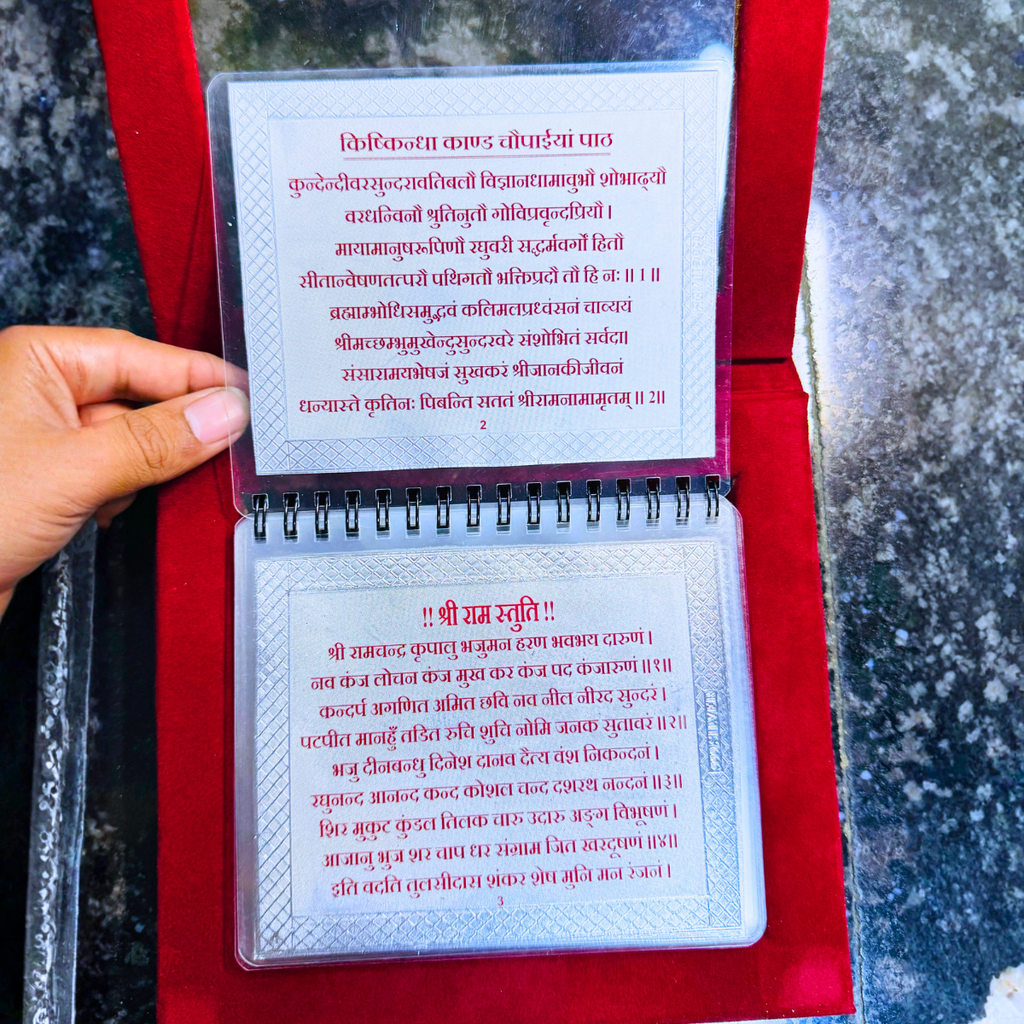 किष्किन्धा काण्ड चौपाईयां पाठ
कुन्देन्दीवरसुन्दरावतिबलौ विज्ञानधामावुभौ शोभाढ्यौ
वरधन्विनौ श्रुतिनुतौ गोविप्रवृन्दप्रियौ।
मायामानुषरूपिणौ रघुवरी सद्धर्मवर्गों हितौ
सीतान्वेषणतत्परौ पथिगतौ भक्तिप्रदौ तौ हि नः॥ 1॥
ब्रह्माम्भोधिसमुद्भवं कलिमलप्रध्वंसनं चाव्ययं
श्रीमच्छम्भुमुखेन्दुसुन्दरवरे संशोभितं सर्वदा।
संसारामयभेषजं सुखकरं श्रीजानकीजीवनं
धन्यास्ते कृतिनः पिबन्ति सततं श्रीरामनामामृतम्॥ 2॥
2
!! श्री राम स्तुति !!
श्री रामचन्द्र कृपालु भजुमन हरण भवभय दारुणं।
नव कंज लोचन कंज मुख कर कंज पद कंजारुणं॥१॥
कन्दर्प अगणित अमित छवि नव नील नीरद सुन्दरं।
पटपीत मानहुँ तडित रुचि शुचि नोमि जनक सुतावरं॥२॥
भजु दीनबन्धु दिनेश दानव दैत्य वंश निकन्दनं।
रघुनन्द आनन्द कन्द कोशल चन्द दशरथ नन्दनं॥३॥
शिर मुकुट कुंडल तिलक चारु उदारु अङ्ग विभूषणं।
आजानु भुज शर चाप धर संग्राम जित खरदूषणं॥४॥
इति वदति तुलसीदास शंकर शेष मुनि मन रंजनं।
3